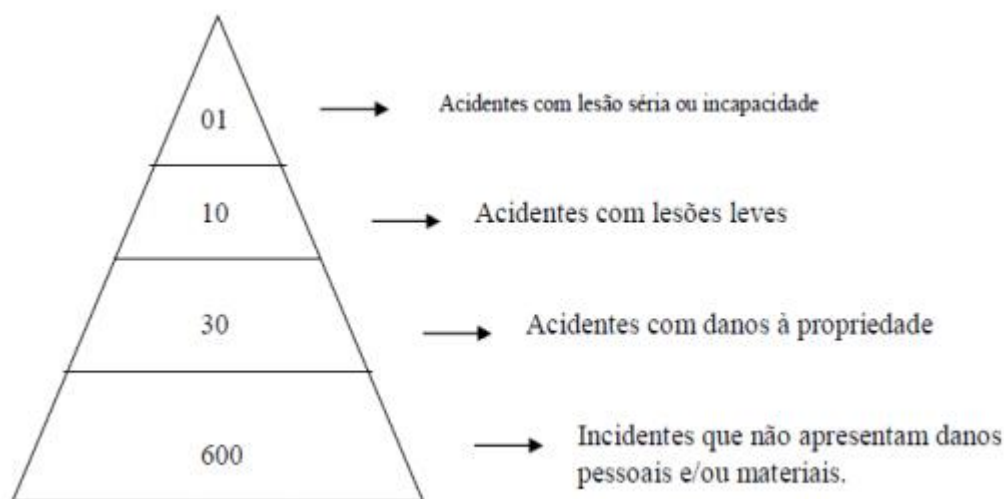 01
Acidentes com lesão séria ou incapacidade
10
Acidentes com lesões leves
30
Acidentes com danos à propriedade
600
Incidentes que não apresentam danos
pessoais e/ou materiais.